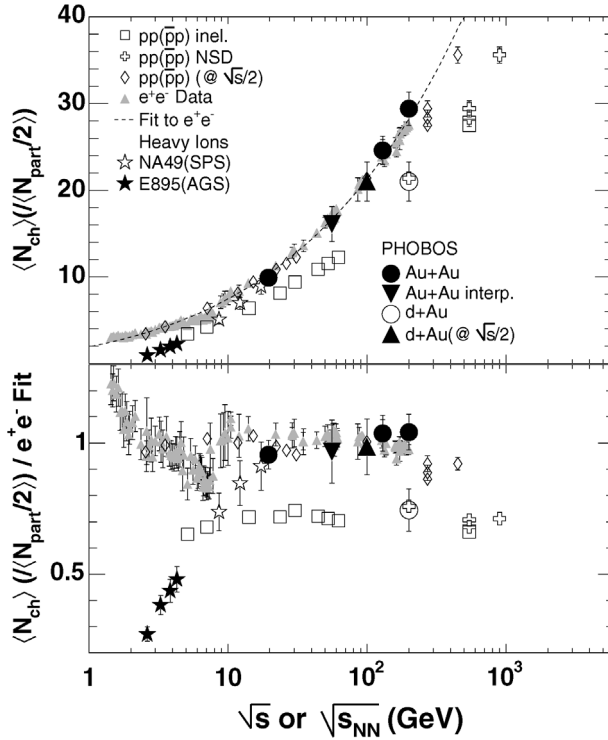 40
30
20
10
⟨N_ch⟩(/⟨N_part/2⟩)
pp(p̅p) inel.
pp(p̅p) NSD
pp(p̅p) (@ √s/2)
e⁺e⁻ Data
Fit to e⁺e⁻
Heavy Ions
NA49(SPS)
E895(AGS)
PHOBOS
Au+Au
Au+Au interp.
d+Au
d+Au(@ √s/2)
⟨N_ch⟩(/⟨N_part/2⟩) / e⁺e⁻ Fit
1
0.5
1 10 10² 10³
√s or √s_NN (GeV)